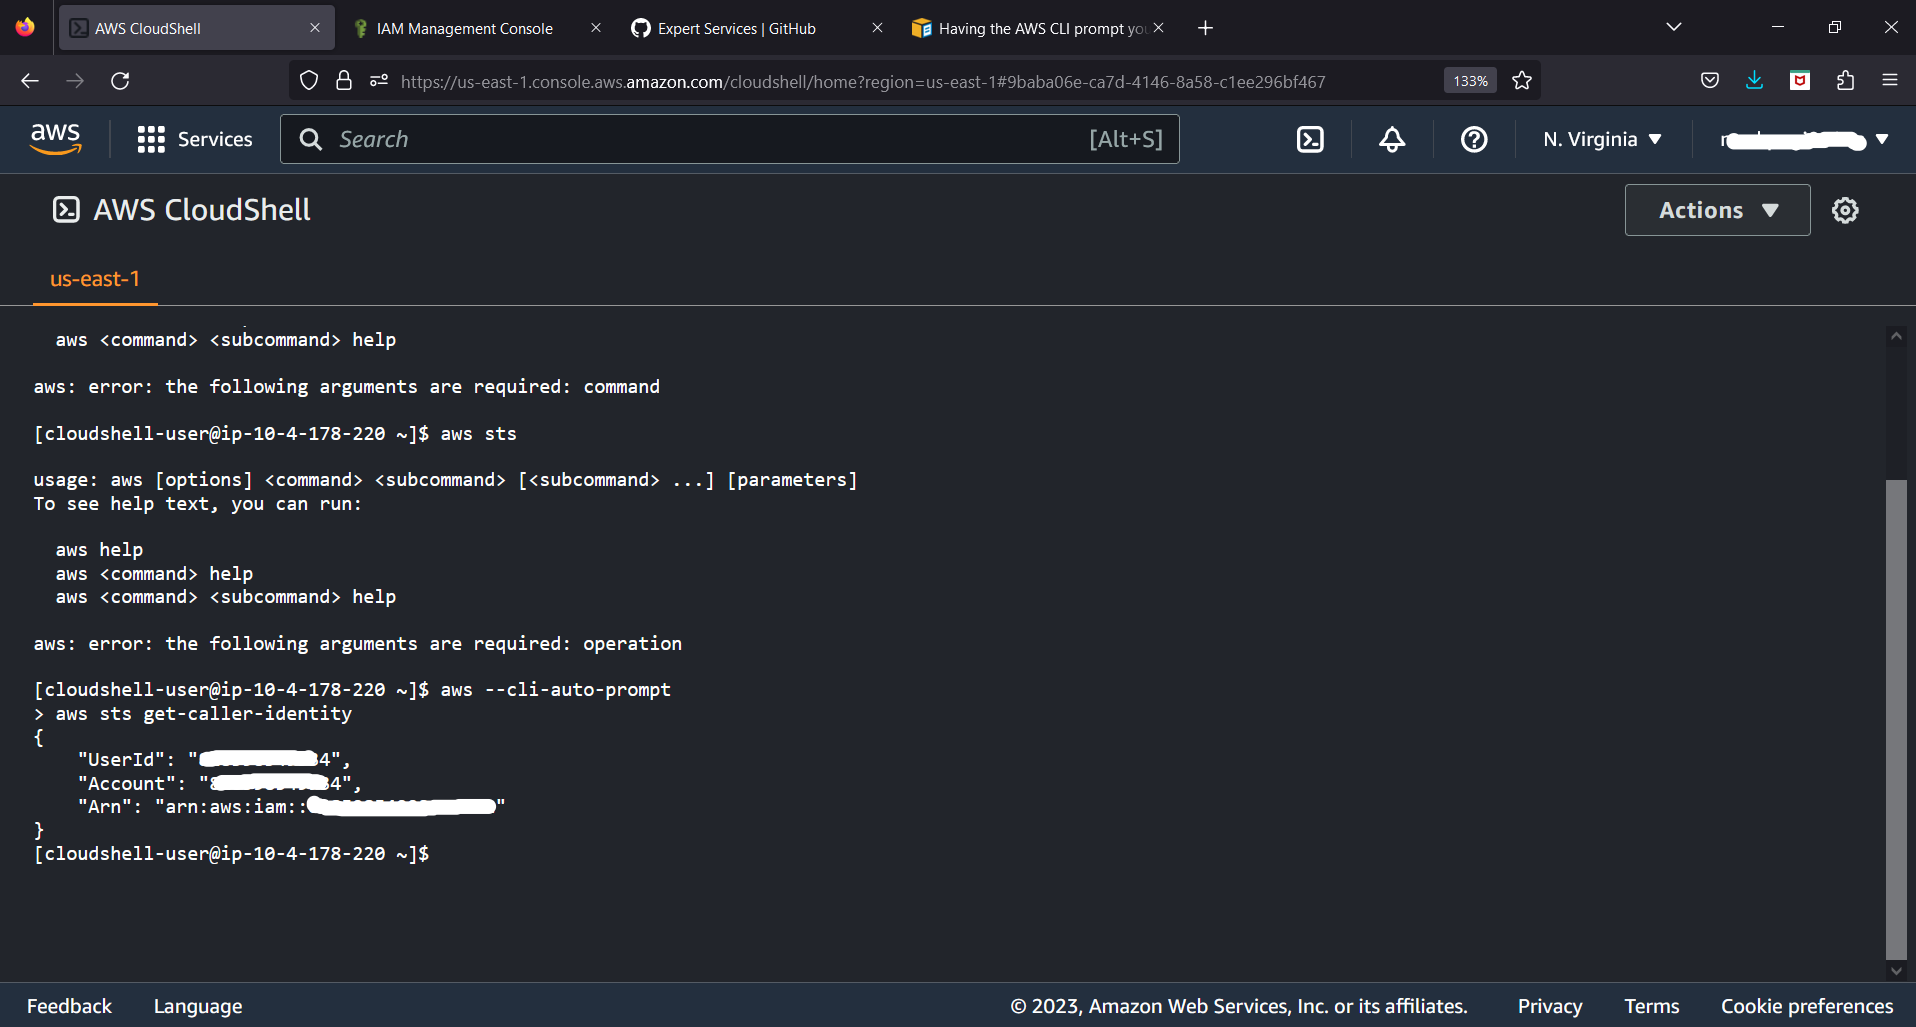 AWS CloudShell
IAM Management Console
Expert Services | GitHub
Having the AWS CLI prompt yo
https://us-east-1.console.aws.amazon.com/cloudshell/home?region=us-east-1#9baba06e-ca7d-4146-8a58-c1ee296bf467
133%
aws
Services
Search
[Alt+S]
N. Virginia
AWS CloudShell
Actions
us-east-1
aws <command> <subcommand> help
aws: error: the following arguments are required: command
[cloudshell-user@ip-10-4-178-220 ~]$ aws sts
usage: aws [options] <command> <subcommand> [<subcommand> ...] [parameters]
To see help text, you can run:
aws help
aws <command> help
aws <command> <subcommand> help
aws: error: the following arguments are required: operation
[cloudshell-user@ip-10-4-178-220 ~]$ aws --cli-auto-prompt
> aws sts get-caller-identity
{
"UserId": "
"Account": "
"Arn": "arn:aws:iam::
}
[cloudshell-user@ip-10-4-178-220 ~]$
Feedback
Language
© 2023, Amazon Web Services, Inc. or its affiliates.
Privacy
Terms
Cookie preferences